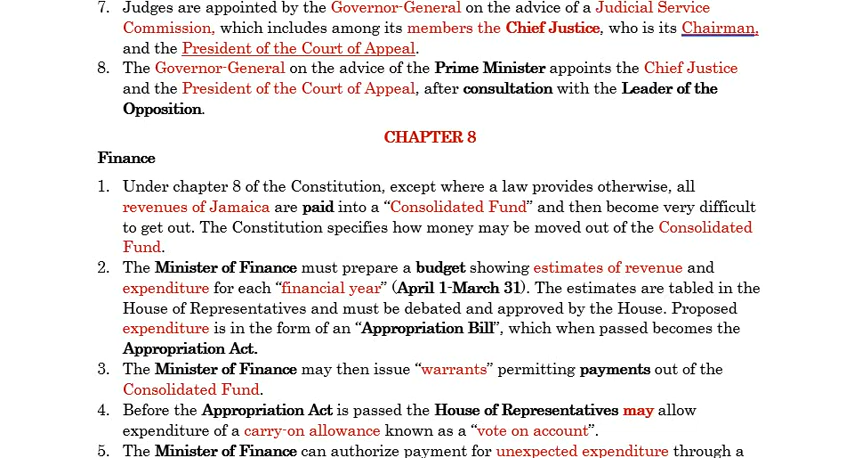 7. Judges are appointed by the Governor-General on the advice of a Judicial Service
Commission, which includes among its members the Chief Justice, who is its Chairman,
and the President of the Court of Appeal.
8. The Governor-General on the advice of the Prime Minister appoints the Chief Justice
and the President of the Court of Appeal, after consultation with the Leader of the
Opposition.
CHAPTER 8
Finance
1. Under chapter 8 of the Constitution, except where a law provides otherwise, all
revenues of Jamaica are paid into a “Consolidated Fund” and then become very difficult
to get out. The Constitution specifies how money may be moved out of the Consolidated
Fund.
2. The Minister of Finance must prepare a budget showing estimates of revenue and
expenditure for each “financial year” (April 1-March 31). The estimates are tabled in the
House of Representatives and must be debated and approved by the House. Proposed
expenditure is in the form of an “Appropriation Bill”, which when passed becomes the
Appropriation Act.
3. The Minister of Finance may then issue “warrants” permitting payments out of the
Consolidated Fund.
4. Before the Appropriation Act is passed the House of Representatives may allow
expenditure of a carry-on allowance known as a “vote on account”.
5. The Minister of Finance can authorize payment for unexpected expenditure through a